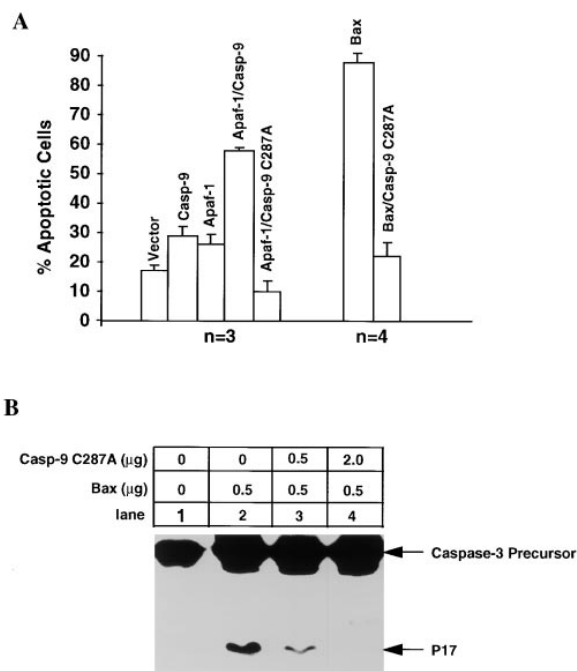 A
% Apoptotic Cells
90
80
70
60
50
40
30
20
10
0
Vector
Casp-9
Apaf-1
Apaf-1/Casp-9
Apaf-1/Casp-9 C287A
Bax
Bax/Casp-9 C287A
n=3 n=4
B
Casp-9 C287A (μg) 0 0 0.5 2.0
Bax (μg) 0 0.5 0.5 0.5
lane 1 2 3 4
Caspase-3 Precursor
P17